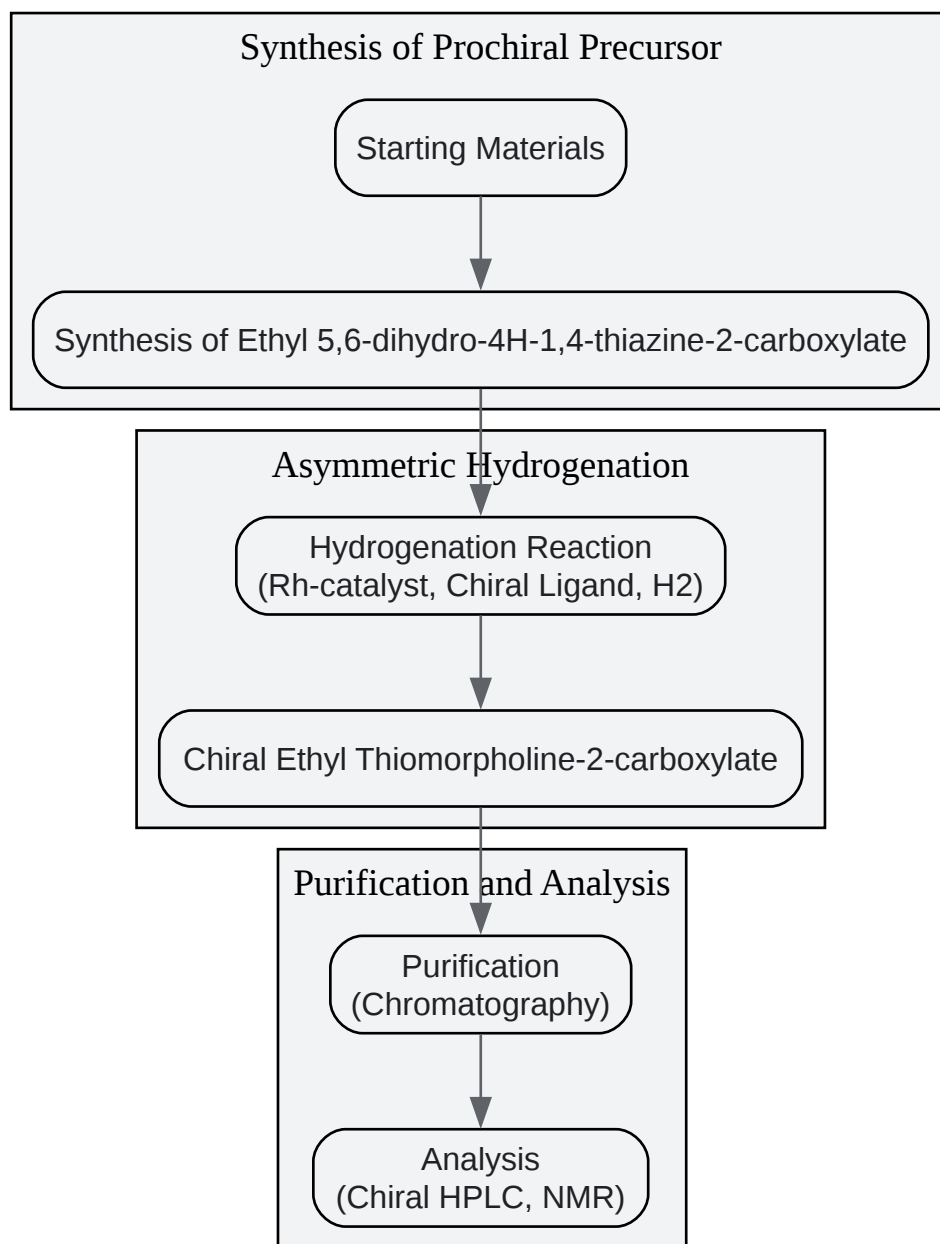 Synthesis of Prochiral Precursor
Starting Materials
Synthesis of Ethyl 5,6-dihydro-4H-1,4-thiazine-2-carboxylate
Asymmetric Hydrogenation
Hydrogenation Reaction
(Rh-catalyst, Chiral Ligand, H2)
Chiral Ethyl Thiomorpholine-2-carboxylate
Purification and Analysis
Purification
(Chromatography)
Analysis
(Chiral HPLC, NMR)